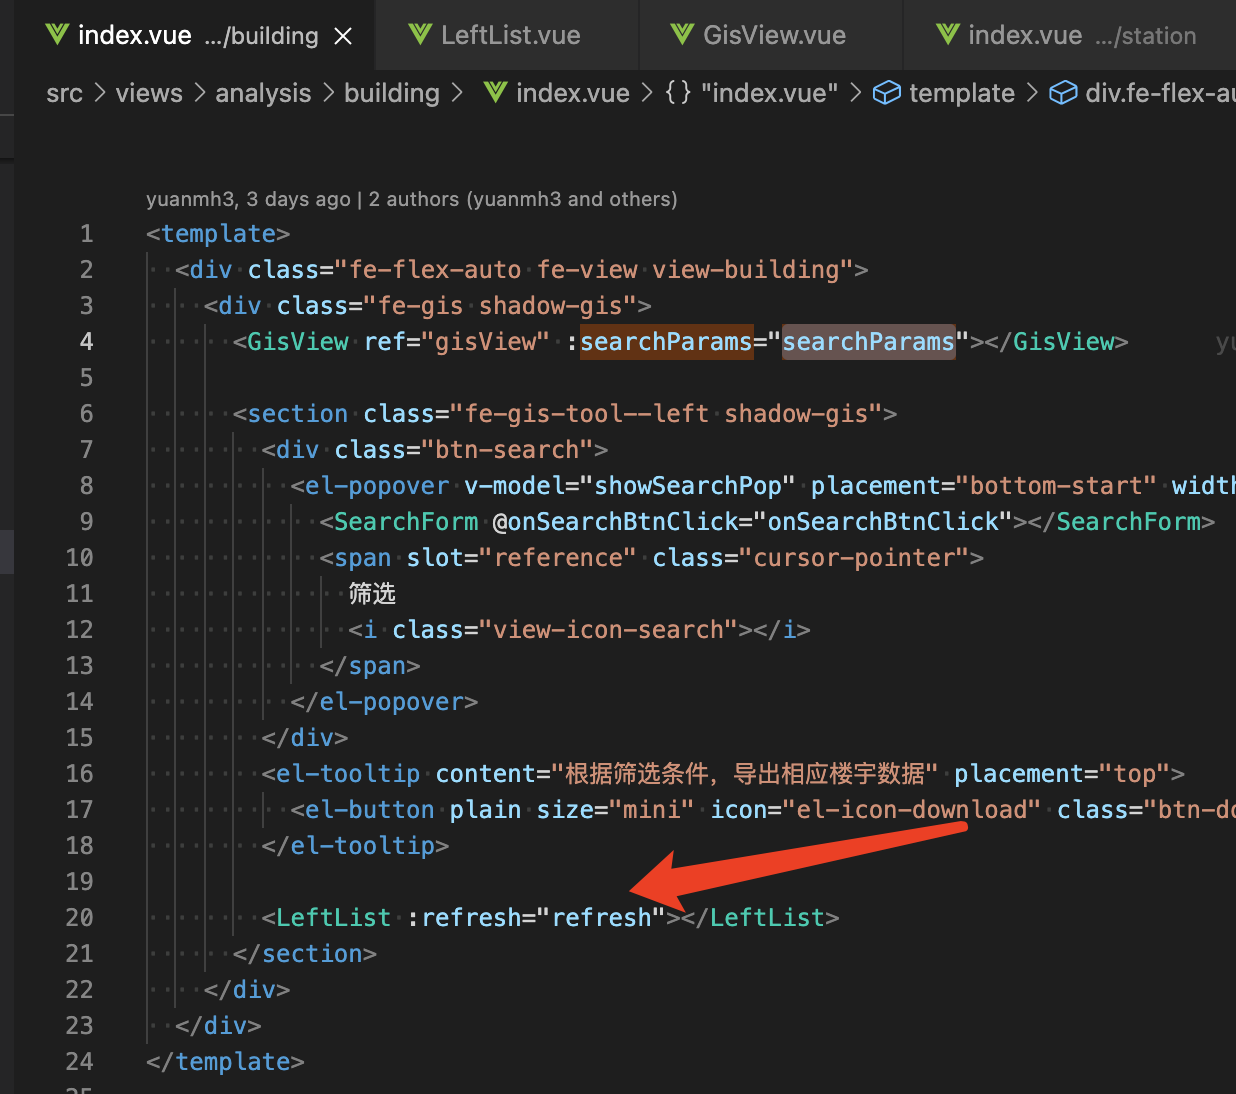 index.vue .../building LeftList.vue GisView.vue index.vue .../station
src > views > analysis > building > index.vue > {} "index.vue" > template > div.fe-flex-au
yuanmh3, 3 days ago | 2 authors (yuanmh3 and others)
1 <template>
2 <div class="fe-flex-auto fe-view view-building">
3 <div class="fe-gis shadow-gis">
4 <GisView ref="gisView" :searchParams="searchParams"></GisView> yu
5
6 <section class="fe-gis-tool--left shadow-gis">
7 <div class="btn-search">
8 <el-popover v-model="showSearchPop" placement="bottom-start" width
9 <SearchForm @onSearchBtnClick="onSearchBtnClick"></SearchForm>
10 <span slot="reference" class="cursor-pointer">
11 筛选
12 <i class="view-icon-search"></i>
13 </span>
14 </el-popover>
15 </div>
16 <el-tooltip content="根据筛选条件，导出相应楼宇数据" placement="top">
17 <el-button plain size="mini" icon="el-icon-download" class="btn-do
18 </el-tooltip>
19
20 <LeftList :refresh="refresh"></LeftList>
21 </section>
22 </div>
23 </div>
24 </template>